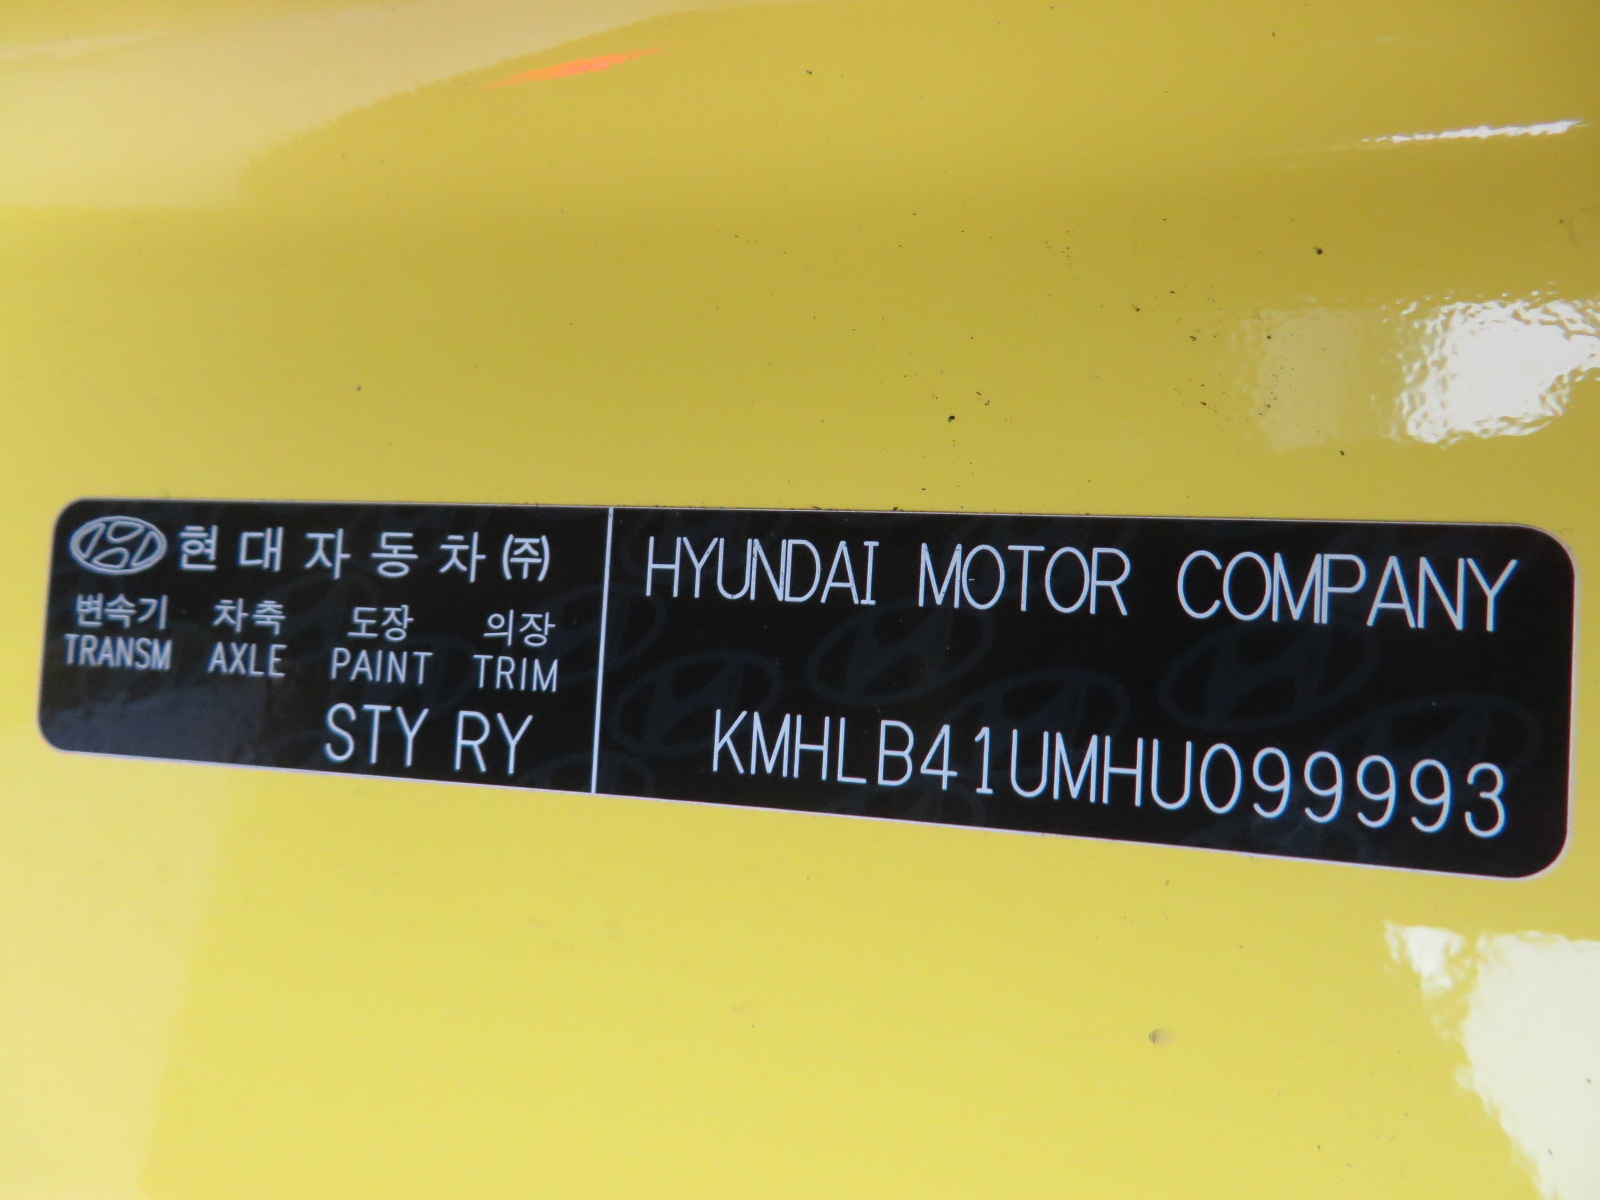 현대자동차㈜
변속기 차축 도장 의장
TRANSM AXLE PAINT TRIM
STY RY
HYUNDAI MOTOR COMPANY
KMHLB41UMHU099993